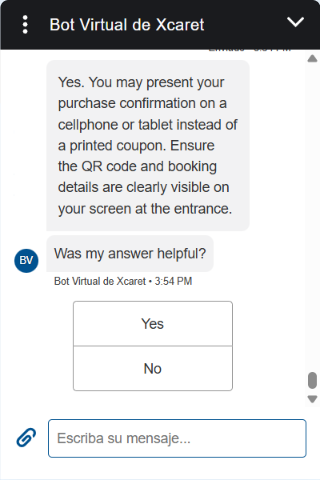 Bot Virtual de Xcaret
Yes. You may present your
purchase confirmation on a
cellphone or tablet instead of
a printed coupon. Ensure
the QR code and booking
details are clearly visible on
your screen at the entrance.
Was my answer helpful?
BV
Bot Virtual de Xcaret • 3:54 PM
Yes
No
Escriba su mensaje...